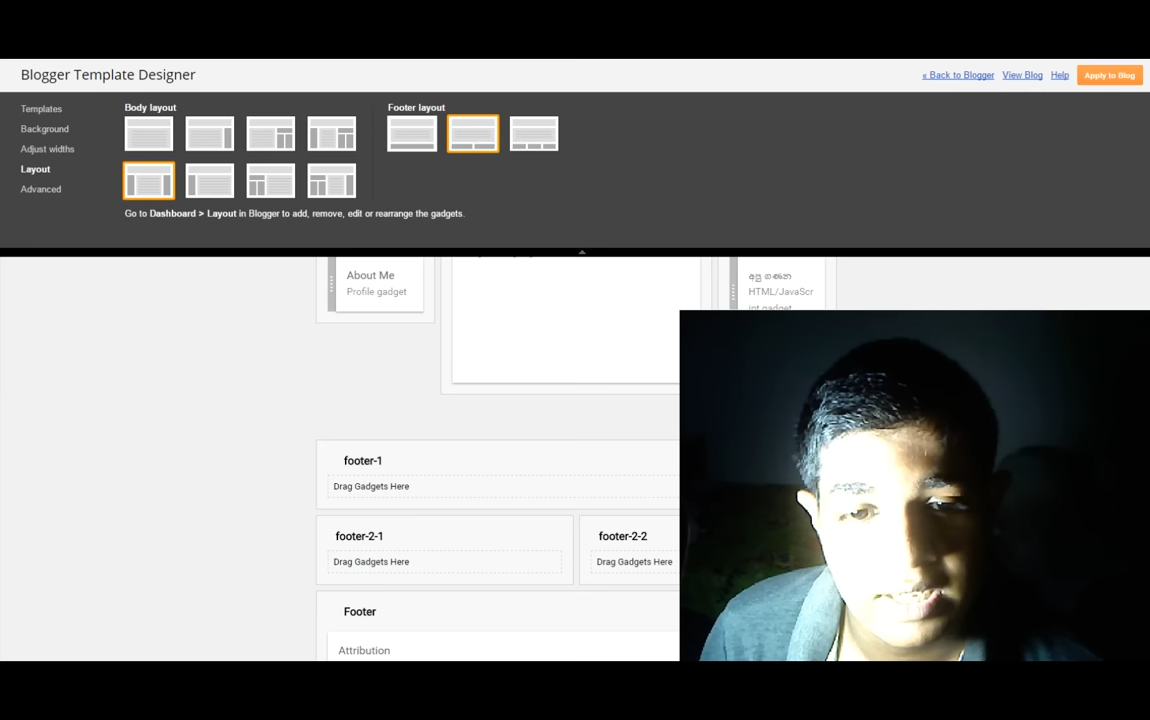 Blogger Template Designer
« Back to Blogger View Blog Help Apply to Blog
Templates
Background
Adjust widths
Layout
Advanced
Body layout
Footer layout
Go to Dashboard > Layout in Blogger to add, remove, edit or rearrange the gadgets.
About Me
Profile gadget
අපූ ගණන
HTML/JavaScr
ipt gadget
footer-1
Drag Gadgets Here
footer-2-1
Drag Gadgets Here
footer-2-2
Drag Gadgets Here
Footer
Attribution